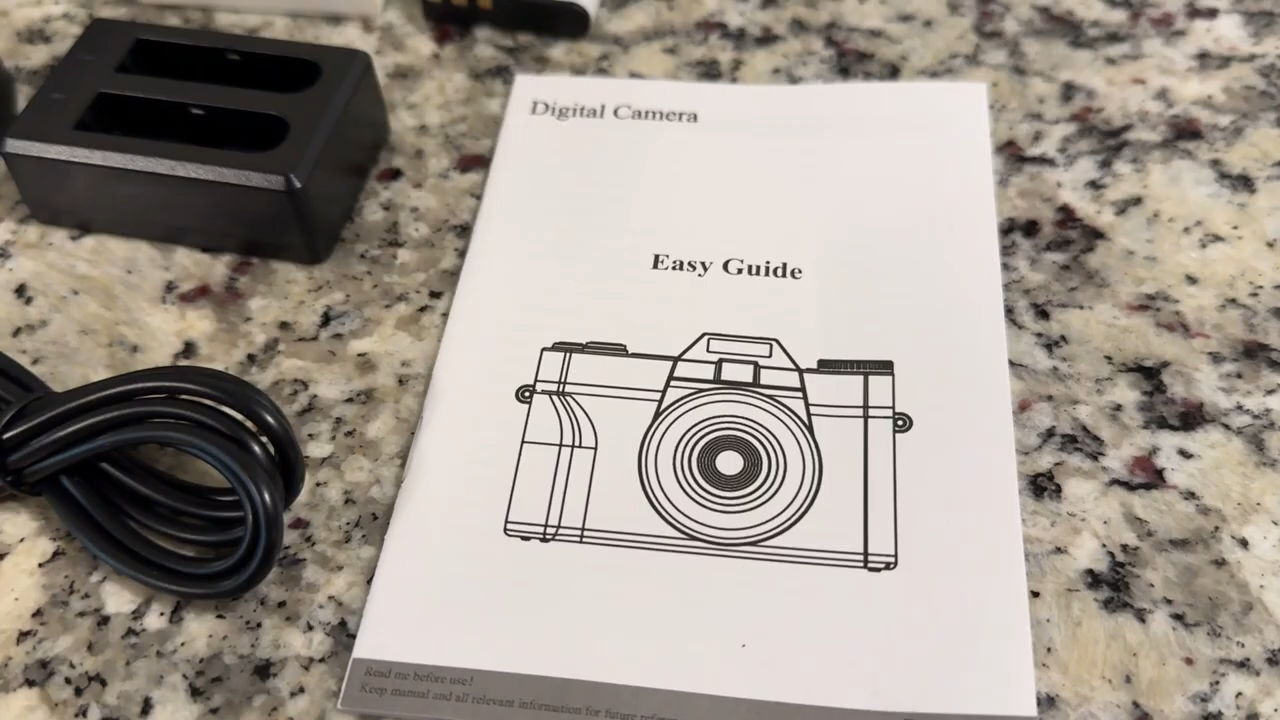 Digital Camera
Easy Guide
Read me before use!
Keep manual and all relevant information for future